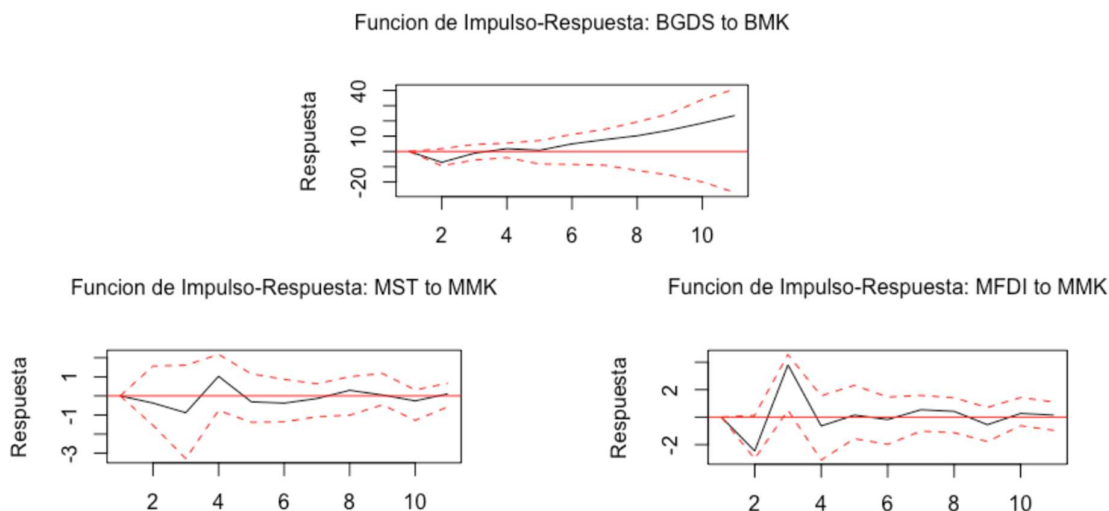 Funcion de Impulso-Respuesta: BGDS to BMK
Respuesta
40
10
-20
2 4 6 8 10
Funcion de Impulso-Respuesta: MST to MMK
Respuesta
1
-1
-3
2 4 6 8 10
Funcion de Impulso-Respuesta: MFDI to MMK
Respuesta
2
-2
2 4 6 8 10